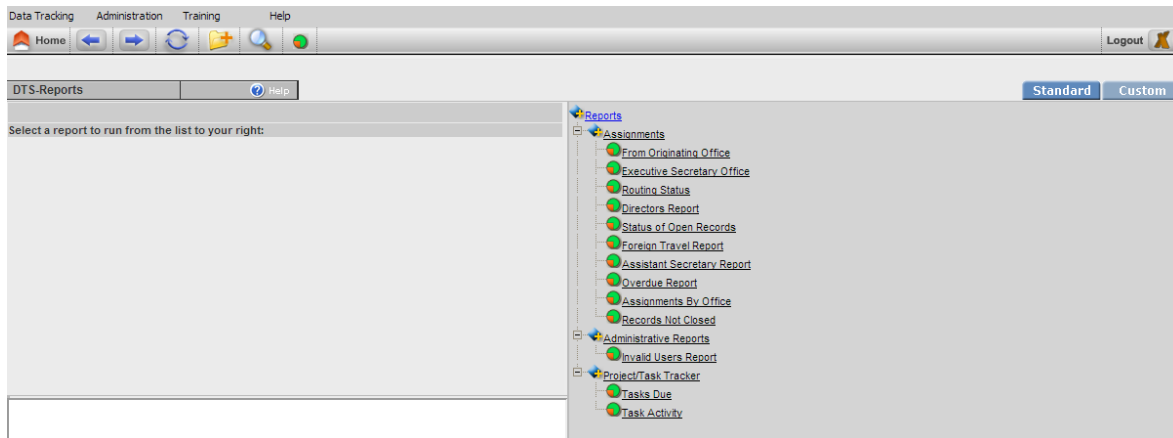 Data Tracking Administration Training Help
Home Logout
DTS-Reports Help Standard Custom
Select a report to run from the list to your right:
Reports
Assignments
From Originating Office
Executive Secretary Office
Routing Status
Directors Report
Status of Open Records
Foreign Travel Report
Assistant Secretary Report
Overdue Report
Assignments By Office
Records Not Closed
Administrative Reports
Invalid Users Report
Project/Task Tracker
Tasks Due
Task Activity